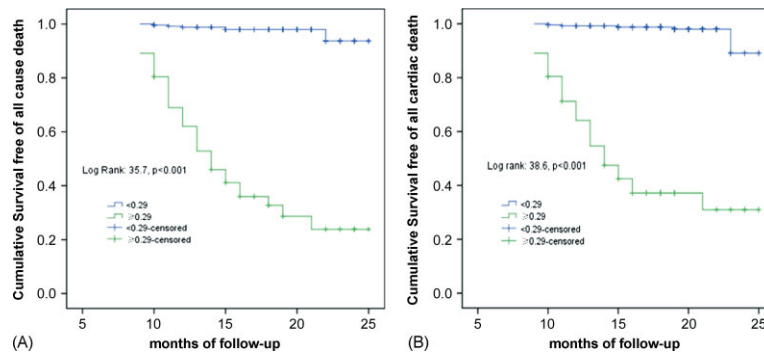 Cumulative Survival free of all cause death
1.0
0.8
0.6
0.4
0.2
0.0
Log Rank: 35.7, p<0.001
<0.29
≥0.29
<0.29-censored
≥0.29-censored
5
10
15
20
25
(A)
months of follow-up
Cumulative Survival free of all cardiac death
1.0
0.8
0.6
0.4
0.2
0.0
Log rank: 38.6, p<0.001
<0.29
≥0.29
<0.29-censored
≥0.29-censored
5
10
15
20
25
(B)
months of follow-up